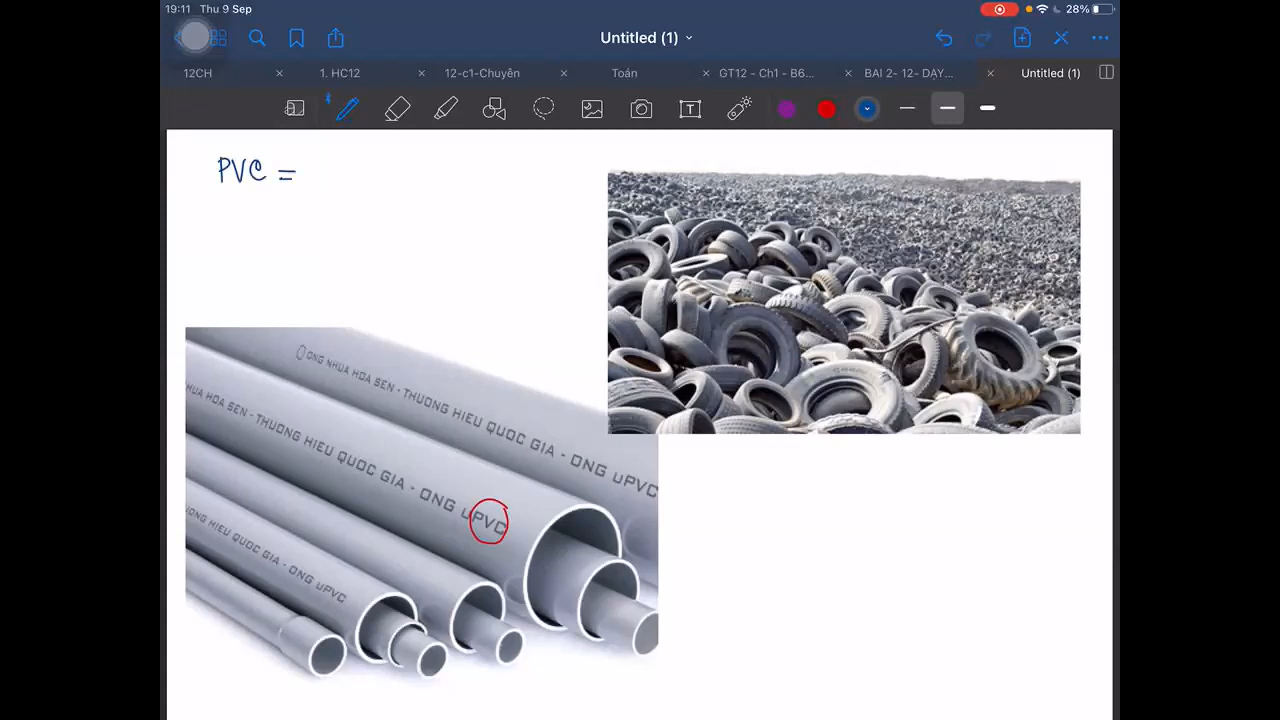 19:11 Thu 9 Sep
28%
Untitled (1)
12CH
1. HC12
12-c1-Chuyên
Toán
GT12 - Ch1 - B6...
BAI 2- 12- DẠY...
Untitled (1)
T
PVC =
ONG NHUA HOA SEN - THUONG HIEU QUOC GIA - ONG uPVC
HUA HOA SEN - THUONG HIEU QUOC GIA - ONG uPVC
ONG HIEU QUOC GIA - ONG uPVC